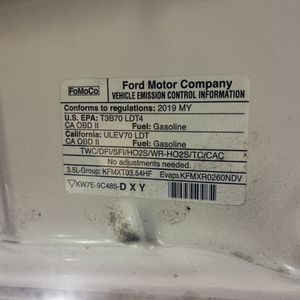 FoMoCo
Ford Motor Company
VEHICLE EMISSION CONTROL INFORMATION
Conforms to regulations: 2019 MY
U.S. EPA: T3B70 LDT4
CA OBD II Fuel: Gasoline
California: ULEV70 LDT
CA OBD II Fuel: Gasoline
TWC/DFI/SFI/HO2S/WR-HO2S/TC/CAC
No adjustments needed.
3.5L-Group: KFMXT03.54HF Evap: KFMXR0260NDV
KW7E-9C485-DXY